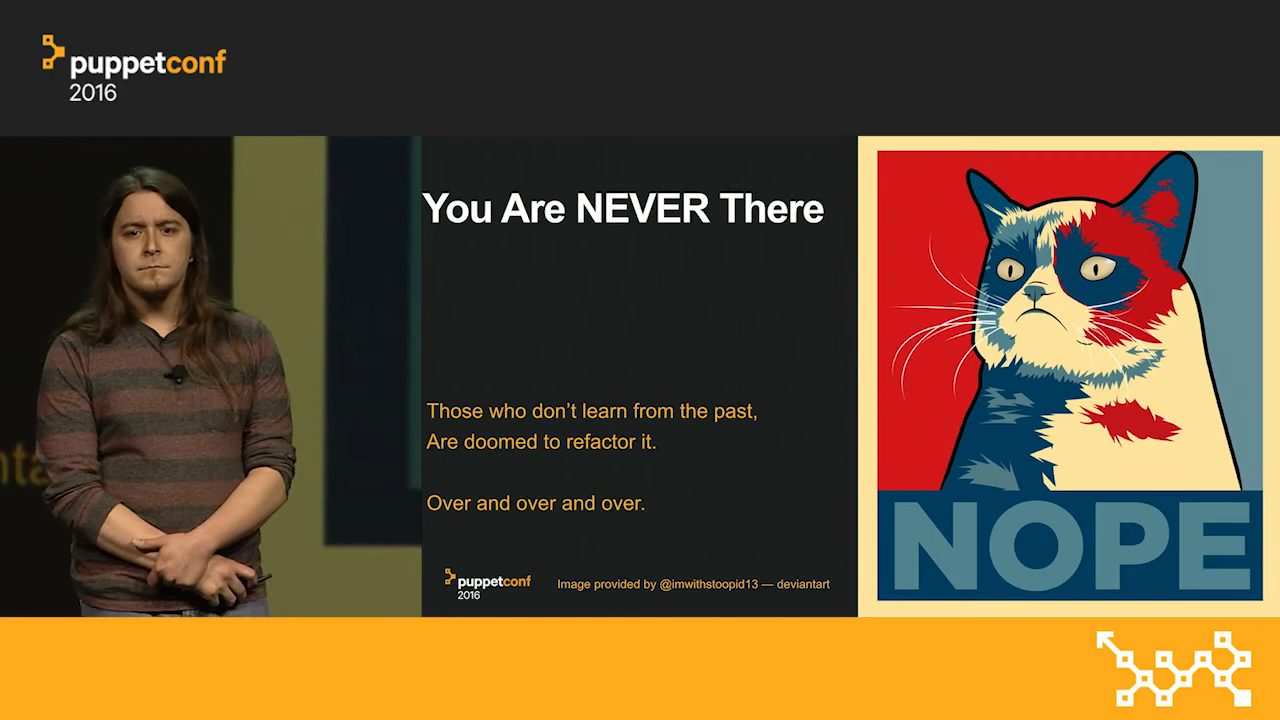 puppetconf
2016
You Are NEVER There
Those who don’t learn from the past,
Are doomed to refactor it.
Over and over and over.
puppetconf
2016
Image provided by @imwithstoopid13 — deviantart
NOPE